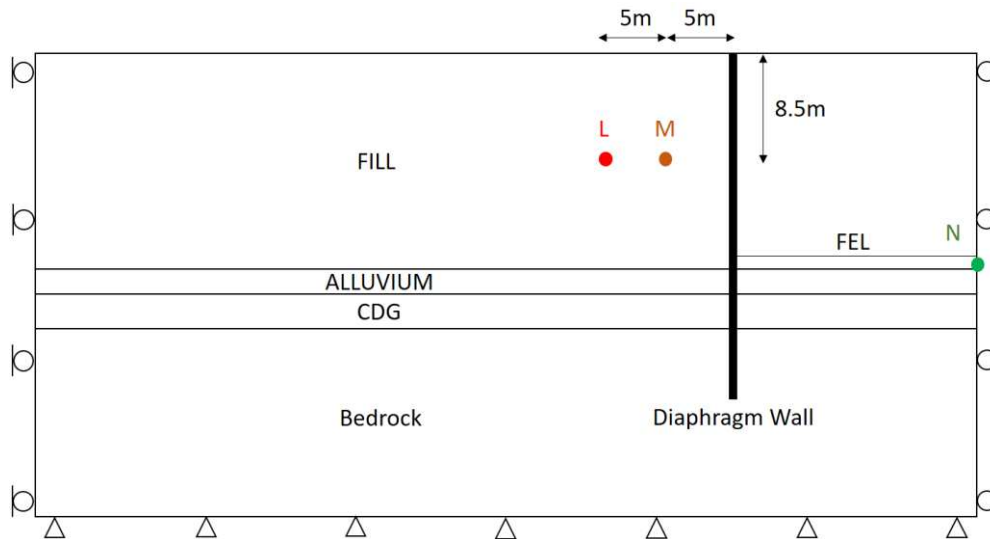 5m 5m
8.5m
L M
FILL
FEL N
ALLUVIUM
CDG
Bedrock Diaphragm Wall